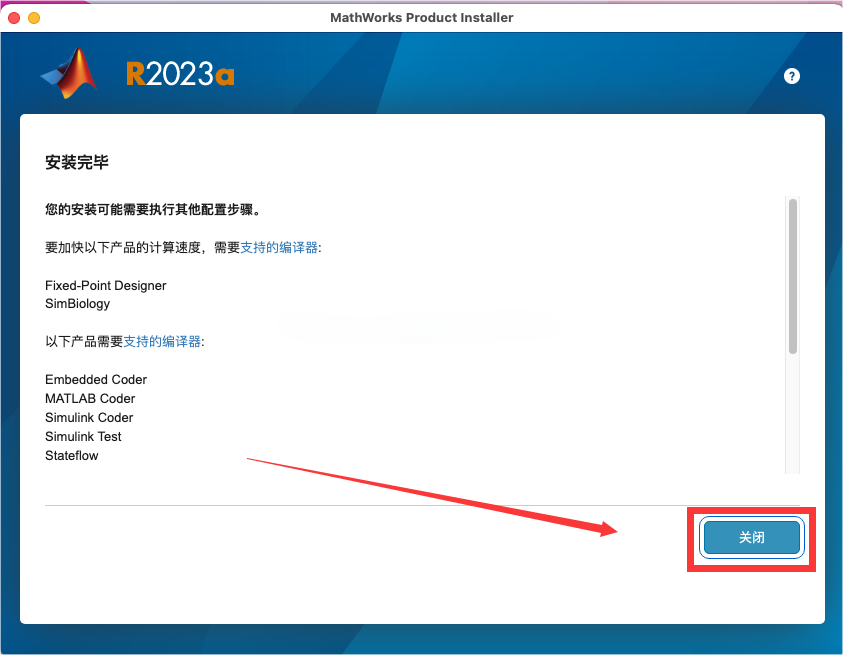 MathWorks Product Installer
R2023a
?
安装完毕
您的安装可能需要执行其他配置步骤。
要加快以下产品的计算速度，需要支持的编译器:
Fixed-Point Designer
SimBiology
以下产品需要支持的编译器:
Embedded Coder
MATLAB Coder
Simulink Coder
Simulink Test
Stateflow
关闭